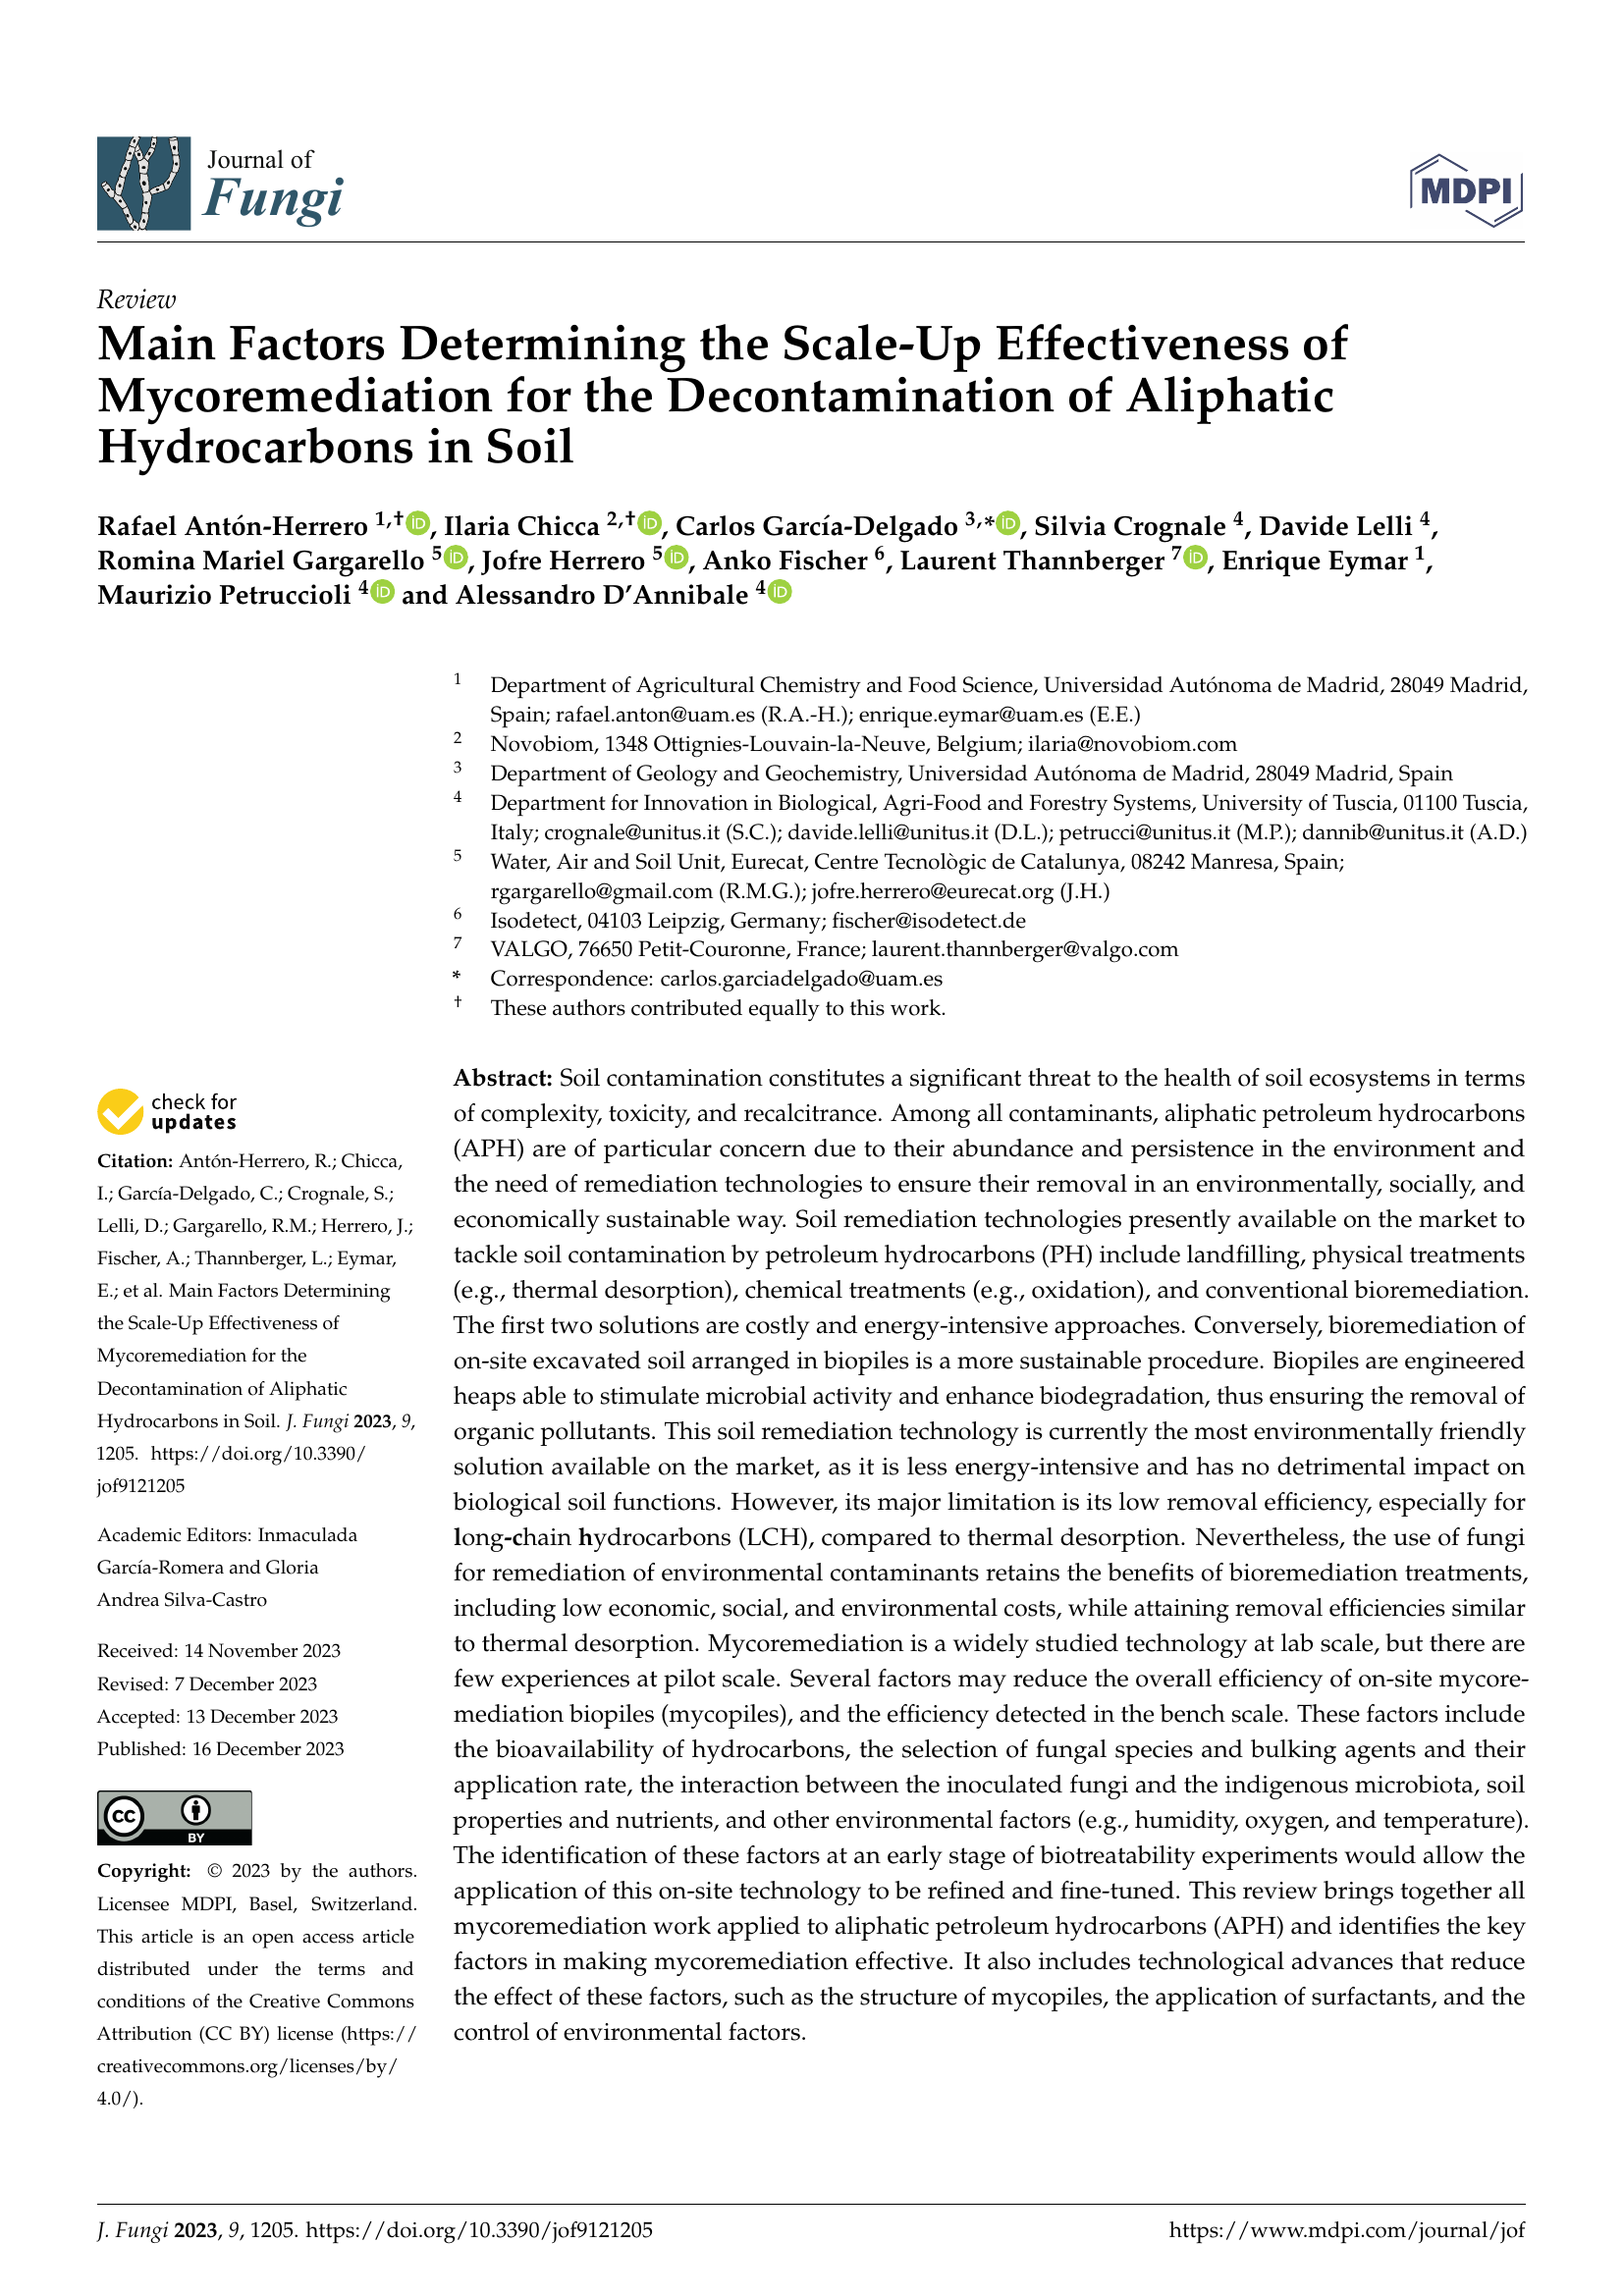 Journal of
Fungi
MDPI
Review
Main Factors Determining the Scale-Up Effectiveness of
Mycoremediation for the Decontamination of Aliphatic
Hydrocarbons in Soil
Rafael Antón-Herrero 1,† iD, Ilaria Chicca 2,† iD, Carlos García-Delgado 3,* iD, Silvia Crognale 4, Davide Lelli 4,
Romina Mariel Gargarello 5 iD, Jofre Herrero 5 iD, Anko Fischer 6, Laurent Thannberger 7 iD, Enrique Eymar 1,
Maurizio Petruccioli 4 iD and Alessandro D’Annibale 4 iD
1 Department of Agricultural Chemistry and Food Science, Universidad Autónoma de Madrid, 28049 Madrid,
Spain; rafael.anton@uam.es (R.A.-H.); enrique.eymar@uam.es (E.E.)
2 Novobiom, 1348 Ottignies-Louvain-la-Neuve, Belgium; ilaria@novobiom.com
3 Department of Geology and Geochemistry, Universidad Autónoma de Madrid, 28049 Madrid, Spain
4 Department for Innovation in Biological, Agri-Food and Forestry Systems, University of Tuscia, 01100 Tuscia,
Italy; crognale@unitus.it (S.C.); davide.lelli@unitus.it (D.L.); petrucci@unitus.it (M.P.); dannib@unitus.it (A.D.)
5 Water, Air and Soil Unit, Eurecat, Centre Tecnològic de Catalunya, 08242 Manresa, Spain;
rgargarello@gmail.com (R.M.G.); jofre.herrero@eurecat.org (J.H.)
6 Isodetect, 04103 Leipzig, Germany; fischer@isodetect.de
7 VALGO, 76650 Petit-Couronne, France; laurent.thannberger@valgo.com
* Correspondence: carlos.garciadelgado@uam.es
† These authors contributed equally to this work.
Abstract: Soil contamination constitutes a significant threat to the health of soil ecosystems in terms
of complexity, toxicity, and recalcitrance. Among all contaminants, aliphatic petroleum hydrocarbons
(APH) are of particular concern due to their abundance and persistence in the environment and
the need of remediation technologies to ensure their removal in an environmentally, socially, and
economically sustainable way. Soil remediation technologies presently available on the market to
tackle soil contamination by petroleum hydrocarbons (PH) include landfilling, physical treatments
(e.g., thermal desorption), chemical treatments (e.g., oxidation), and conventional bioremediation.
The first two solutions are costly and energy-intensive approaches. Conversely, bioremediation of
on-site excavated soil arranged in biopiles is a more sustainable procedure. Biopiles are engineered
heaps able to stimulate microbial activity and enhance biodegradation, thus ensuring the removal of
organic pollutants. This soil remediation technology is currently the most environmentally friendly
solution available on the market, as it is less energy-intensive and has no detrimental impact on
biological soil functions. However, its major limitation is its low removal efficiency, especially for
long-chain hydrocarbons (LCH), compared to thermal desorption. Nevertheless, the use of fungi
for remediation of environmental contaminants retains the benefits of bioremediation treatments,
including low economic, social, and environmental costs, while attaining removal efficiencies similar
to thermal desorption. Mycoremediation is a widely studied technology at lab scale, but there are
few experiences at pilot scale. Several factors may reduce the overall efficiency of on-site mycore-
mediation biopiles (mycopiles), and the efficiency detected in the bench scale. These factors include
the bioavailability of hydrocarbons, the selection of fungal species and bulking agents and their
application rate, the interaction between the inoculated fungi and the indigenous microbiota, soil
properties and nutrients, and other environmental factors (e.g., humidity, oxygen, and temperature).
The identification of these factors at an early stage of biotreatability experiments would allow the
application of this on-site technology to be refined and fine-tuned. This review brings together all
mycoremediation work applied to aliphatic petroleum hydrocarbons (APH) and identifies the key
factors in making mycoremediation effective. It also includes technological advances that reduce
the effect of these factors, such as the structure of mycopiles, the application of surfactants, and the
control of environmental factors.
check for
updates
Citation: Antón-Herrero, R.; Chicca,
I.; García-Delgado, C.; Crognale, S.;
Lelli, D.; Gargarello, R.M.; Herrero, J.;
Fischer, A.; Thannberger, L.; Eymar,
E.; et al. Main Factors Determining
the Scale-Up Effectiveness of
Mycoremediation for the
Decontamination of Aliphatic
Hydrocarbons in Soil. J. Fungi 2023, 9,
1205. https://doi.org/10.3390/
jof9121205
Academic Editors: Inmaculada
García-Romera and Gloria
Andrea Silva-Castro
Received: 14 November 2023
Revised: 7 December 2023
Accepted: 13 December 2023
Published: 16 December 2023
cc
BY
Copyright: © 2023 by the authors.
Licensee MDPI, Basel, Switzerland.
This article is an open access article
distributed under the terms and
conditions of the Creative Commons
Attribution (CC BY) license (https://
creativecommons.org/licenses/by/
4.0/).
J. Fungi 2023, 9, 1205. https://doi.org/10.3390/jof9121205
https://www.mdpi.com/journal/jof